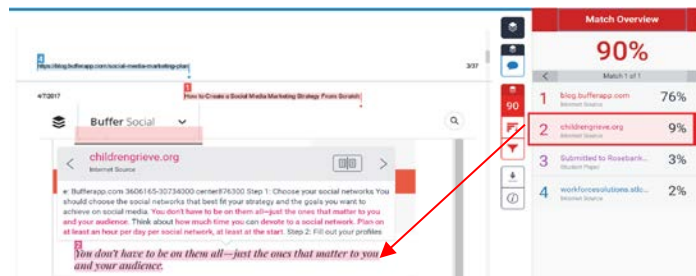 Match Overview
90%
Match 1 of 1
4
https://blog.bufferapp.com/social-media-marketing-plan
3/37
4/7/2017
3
How to Create a Social Media Marketing Strategy From Scratch
Buffer Social
childrengrieve.org
Internet Source
e: Bufferapp.com 3606165-30734000 center876300 Step 1: Choose your social networks You
should choose the social networks that best fit your strategy and the goals you want to
achieve on social media. You don't have to be on them all—just the ones that matter to you
and your audience. Think about how much time you can devote to a social network. Plan on
at least an hour per day per social network, at least at the start. Step 2: Fill out your profiles
2
You don't have to be on them all—just the ones that matter to you
and your audience.
90
1 blog.bufferapp.com 76%
Internet Source
2 childrengrieve.org 9%
Internet Source
3 Submitted to Rosebank... 3%
Student Paper
4 workforcesolutions.stlc... 2%
Internet Source